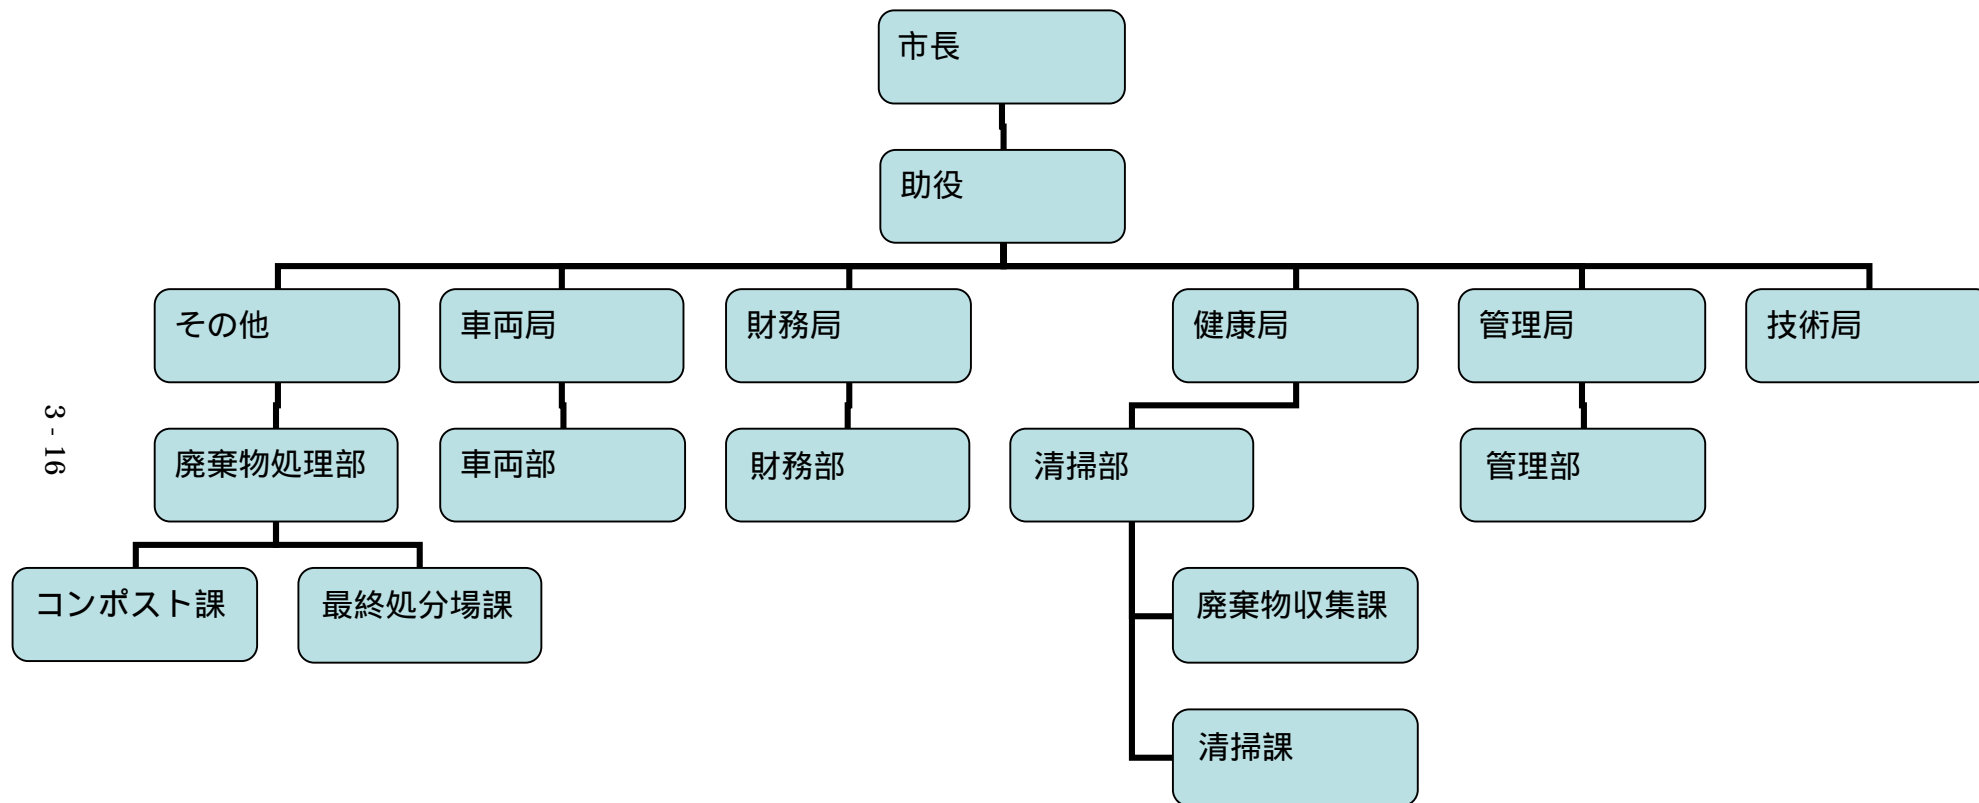 市長
助役
その他
車両局
財務局
健康局
管理局
技術局
廃棄物処理部
車両部
財務部
清掃部
管理部
コンポスト課
最終処分場課
廃棄物収集課
清掃課
3 - 16